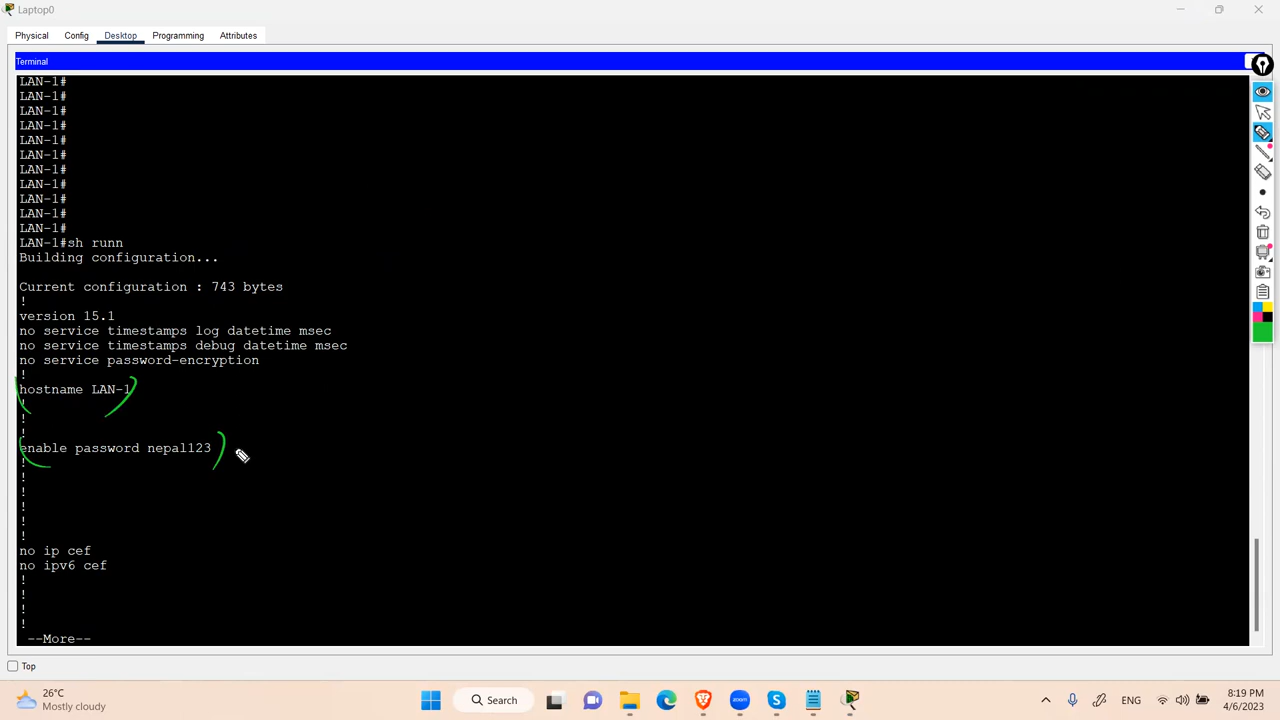 Laptop0
Physical Config Desktop Programming Attributes
Terminal
LAN-1#
LAN-1#
LAN-1#
LAN-1#
LAN-1#
LAN-1#
LAN-1#
LAN-1#
LAN-1#
LAN-1#
LAN-1#
LAN-1#sh runn
Building configuration...
Current configuration : 743 bytes
!
version 15.1
no service timestamps log datetime msec
no service timestamps debug datetime msec
no service password-encryption
!
hostname LAN-1
!
!
!
enable password nepal123
!
!
!
!
!
!
no ip cef
no ipv6 cef
!
!
!
!
--More--
Top
26°C
Mostly cloudy
Search
zoom
ENG
8:19 PM
4/6/2023